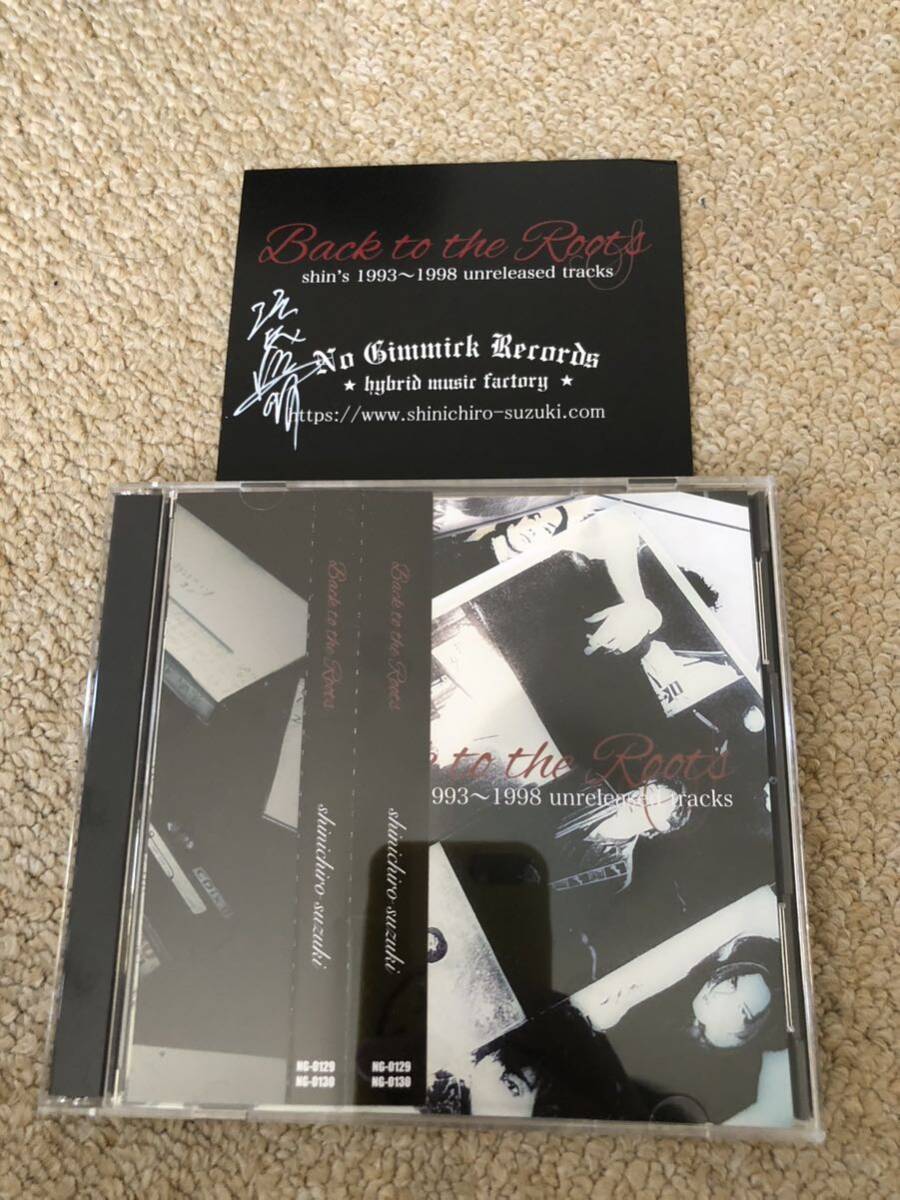 Back to the Roots
shin's 1993～1998 unreleased tracks
No Gimmick Records
★ hybrid music factory ★
https://www.shinichiro-suzuki.com
Back to the Roots
shinichiro suzuki
NG-0129
NG-0130
Back to the Roots
shinichiro suzuki
NG-0129
NG-0130
to the Roots
993～1998 unreleased tracks